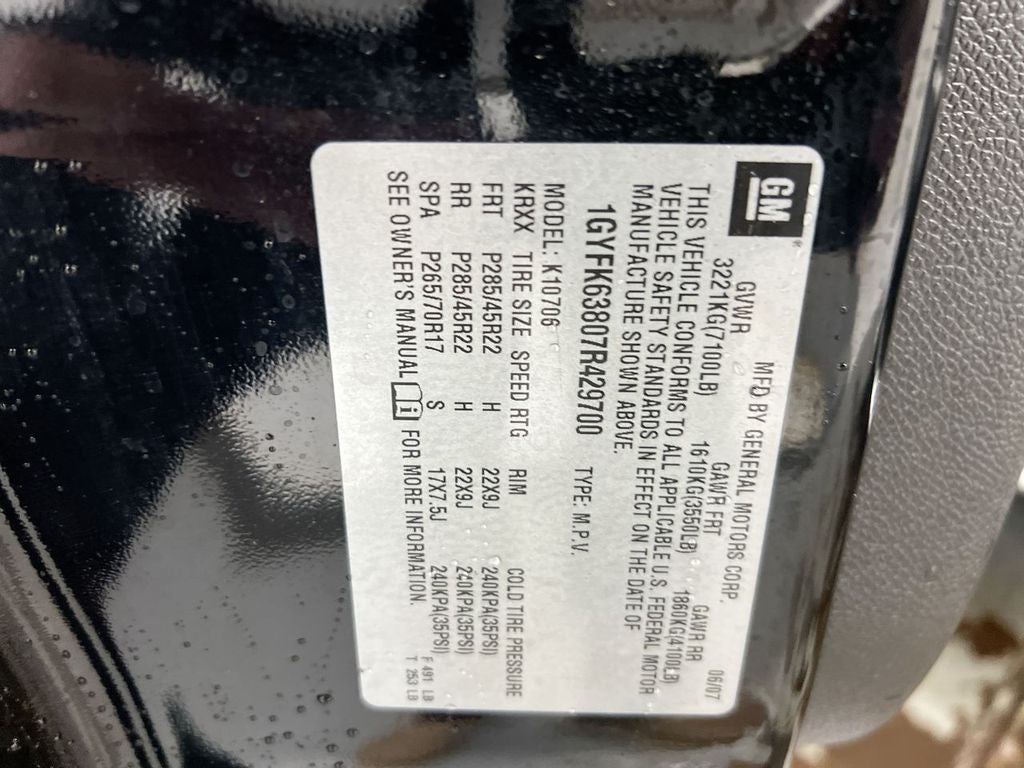 GM
MFD BY GENERAL MOTORS CORP. 06/07
GVWR GAWR FRT GAWR RR
3221KG(7100LB) 1610KG(3550LB) 1860KG(4100LB)
THIS VEHICLE CONFORMS TO ALL APPLICABLE U.S. FEDERAL MOTOR
VEHICLE SAFETY STANDARDS IN EFFECT ON THE DATE OF
MANUFACTURE SHOWN ABOVE.
1GYFK63807R429700 TYPE: M.P.V.
MODEL: K10706
KRXX TIRE SIZE SPEED RTG RIM COLD TIRE PRESSURE
FRT P285/45R22 H 22X9J 240KPA(35PSI)
RR P285/45R22 H 22X9J 240KPA(35PSI)
SPA P265/70R17 S 17X7.5J 240KPA(35PSI)
SEE OWNER'S MANUAL i FOR MORE INFORMATION.
F 491 LB
T 253 LB